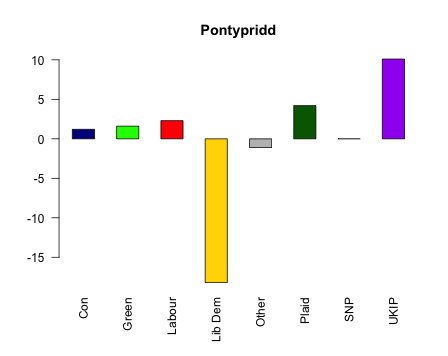 Pontypridd
10
5
0
-5
-10
-15
Con
Green
Labour
Lib Dem
Other
Plaid
SNP
UKIP